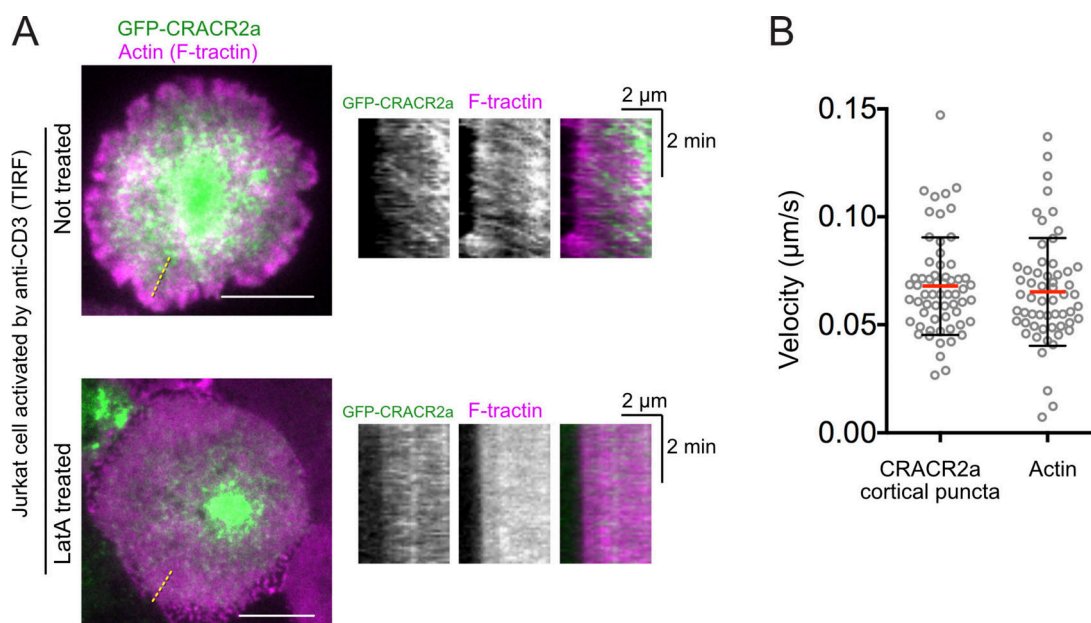 A
GFP-CRACR2a
Actin (F-tractin)
Jurkat cell activated by anti-CD3 (TIRF)
Not treated
GFP-CRACR2a
F-tractin
2 µm
2 min
LatA treated
GFP-CRACR2a
F-tractin
2 µm
2 min
B
Velocity (µm/s)
0.15
0.10
0.05
0.00
CRACR2a
cortical puncta
Actin